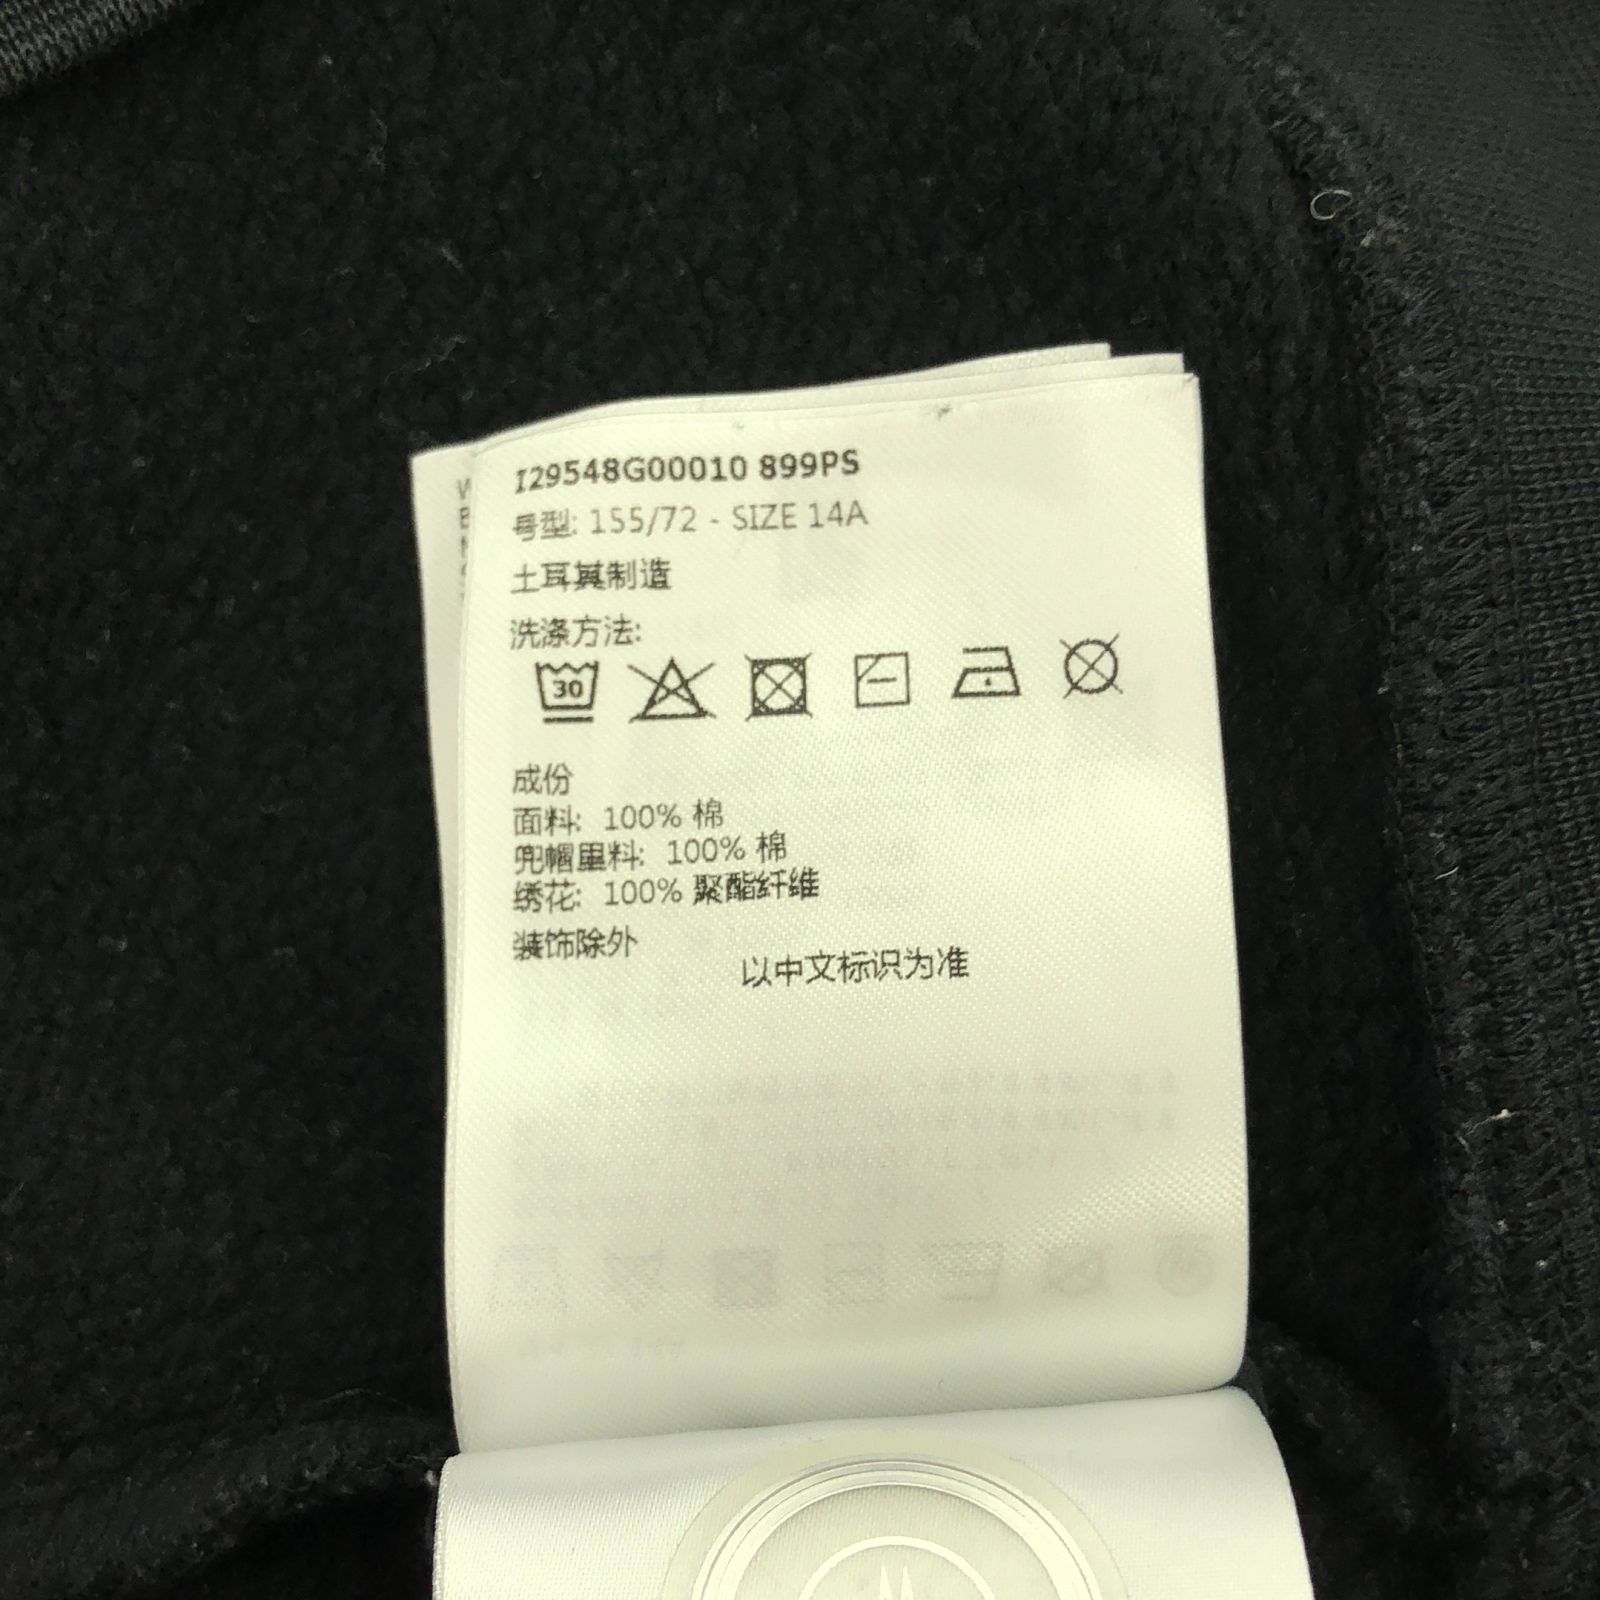 I29548G00010 899PS
号型: 155/72 - SIZE 14A
土耳其制造
洗涤方法:
30
成份
面料: 100% 棉
兜帽里料: 100% 棉
绣花: 100% 聚酯纤维
装饰除外
以中文标识为准